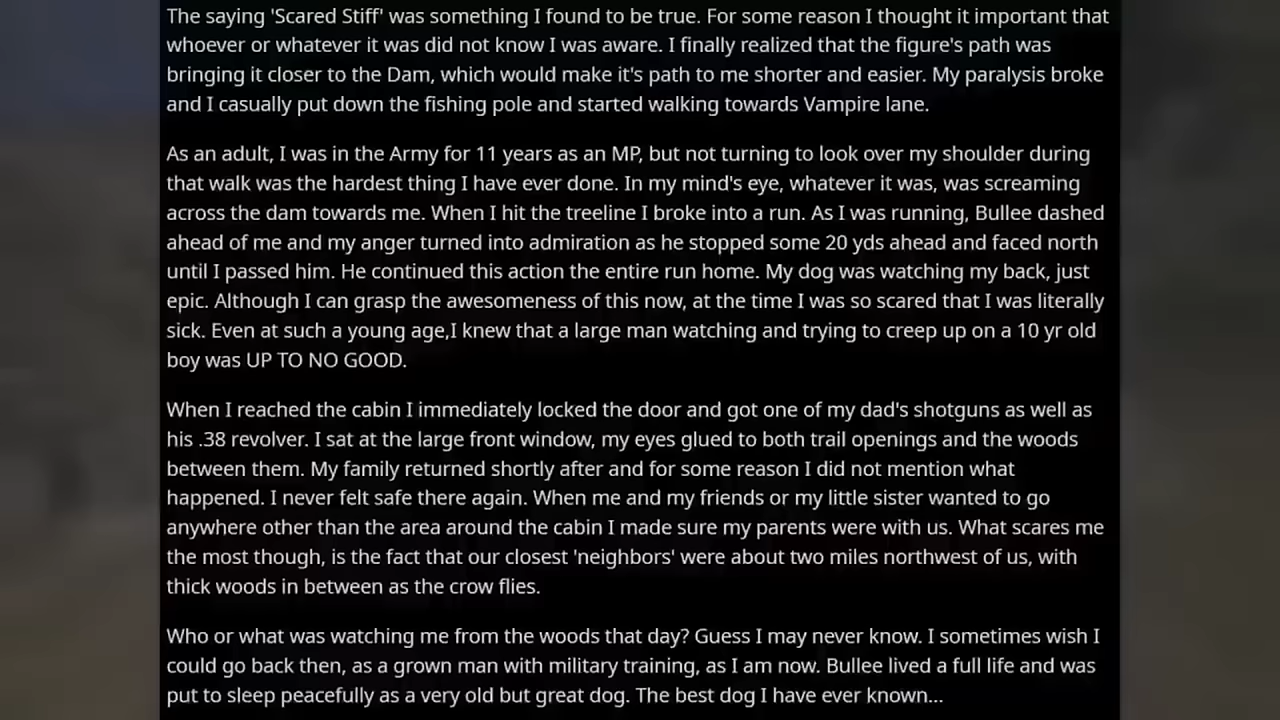 The saying 'Scared Stiff' was something I found to be true. For some reason I thought it important that
whoever or whatever it was did not know I was aware. I finally realized that the figure's path was
bringing it closer to the Dam, which would make it's path to me shorter and easier. My paralysis broke
and I casually put down the fishing pole and started walking towards Vampire lane.
As an adult, I was in the Army for 11 years as an MP, but not turning to look over my shoulder during
that walk was the hardest thing I have ever done. In my mind's eye, whatever it was, was screaming
across the dam towards me. When I hit the treeline I broke into a run. As I was running, Bullee dashed
ahead of me and my anger turned into admiration as he stopped some 20 yds ahead and faced north
until I passed him. He continued this action the entire run home. My dog was watching my back, just
epic. Although I can grasp the awesomeness of this now, at the time I was so scared that I was literally
sick. Even at such a young age,I knew that a large man watching and trying to creep up on a 10 yr old
boy was UP TO NO GOOD.
When I reached the cabin I immediately locked the door and got one of my dad's shotguns as well as
his .38 revolver. I sat at the large front window, my eyes glued to both trail openings and the woods
between them. My family returned shortly after and for some reason I did not mention what
happened. I never felt safe there again. When me and my friends or my little sister wanted to go
anywhere other than the area around the cabin I made sure my parents were with us. What scares me
the most though, is the fact that our closest 'neighbors' were about two miles northwest of us, with
thick woods in between as the crow flies.
Who or what was watching me from the woods that day? Guess I may never know. I sometimes wish I
could go back then, as a grown man with military training, as I am now. Bullee lived a full life and was
put to sleep peacefully as a very old but great dog. The best dog I have ever known...